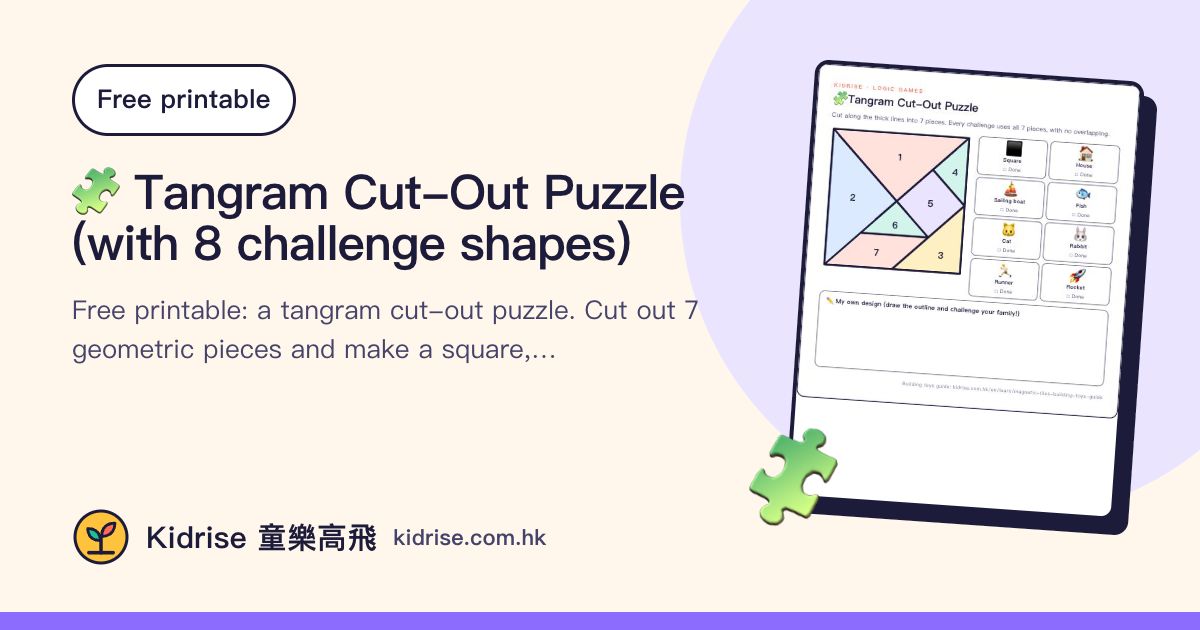 Free printable
Tangram Cut-Out Puzzle
(with 8 challenge shapes)
Free printable: a tangram cut-out puzzle. Cut out 7
geometric pieces and make a square,...
Kidrise 童樂高飛 kidrise.com.hk
KIDRISE · LOGIC GAMES
Tangram Cut-Out Puzzle
Cut along the thick lines into 7 pieces. Every challenge uses all 7 pieces, with no overlapping.
1
2
3
4
5
6
7
Square
Done
House
Done
Sailing boat
Done
Fish
Done
Cat
Done
Rabbit
Done
Runner
Done
Rocket
Done
My own design (draw the outline and challenge your family!)